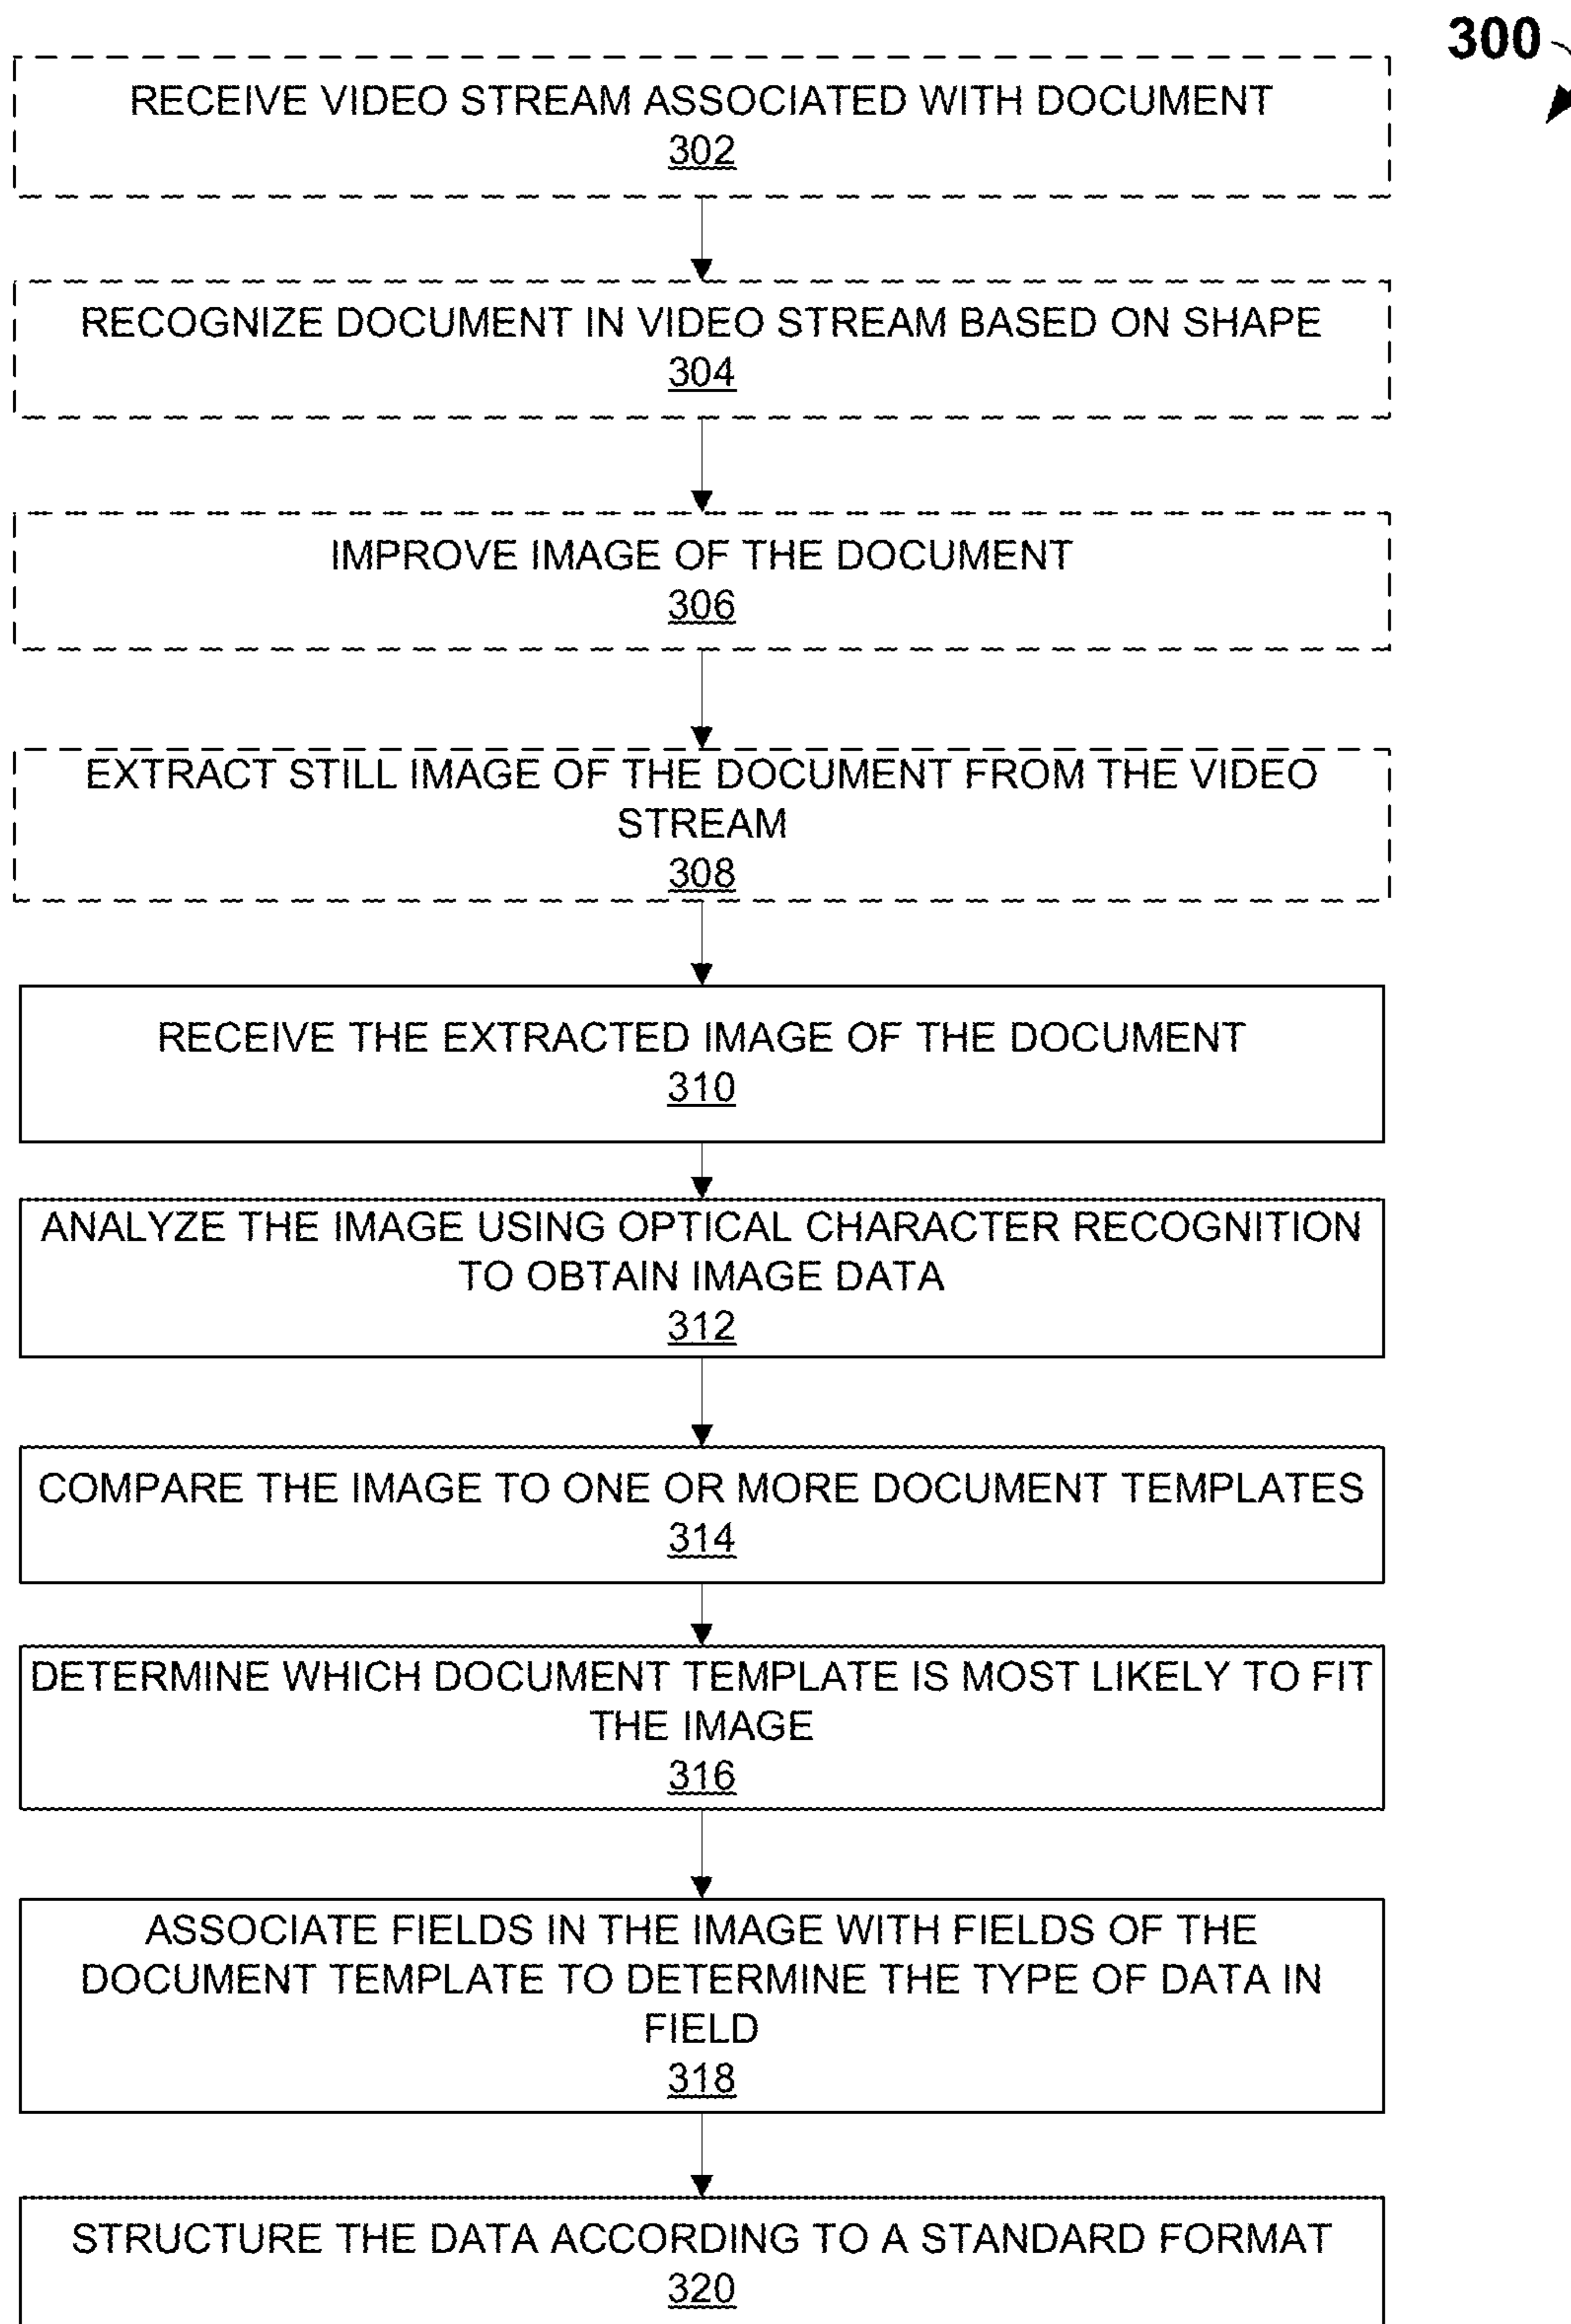 300
RECEIVE VIDEO STREAM ASSOCIATED WITH DOCUMENT
302
RECOGNIZE DOCUMENT IN VIDEO STREAM BASED ON SHAPE
304
IMPROVE IMAGE OF THE DOCUMENT
306
EXTRACT STILL IMAGE OF THE DOCUMENT FROM THE VIDEO
STREAM
308
RECEIVE THE EXTRACTED IMAGE OF THE DOCUMENT
310
ANALYZE THE IMAGE USING OPTICAL CHARACTER RECOGNITION
TO OBTAIN IMAGE DATA
312
COMPARE THE IMAGE TO ONE OR MORE DOCUMENT TEMPLATES
314
DETERMINE WHICH DOCUMENT TEMPLATE IS MOST LIKELY TO FIT
THE IMAGE
316
ASSOCIATE FIELDS IN THE IMAGE WITH FIELDS OF THE
DOCUMENT TEMPLATE TO DETERMINE THE TYPE OF DATA IN
FIELD
318
STRUCTURE THE DATA ACCORDING TO A STANDARD FORMAT
320